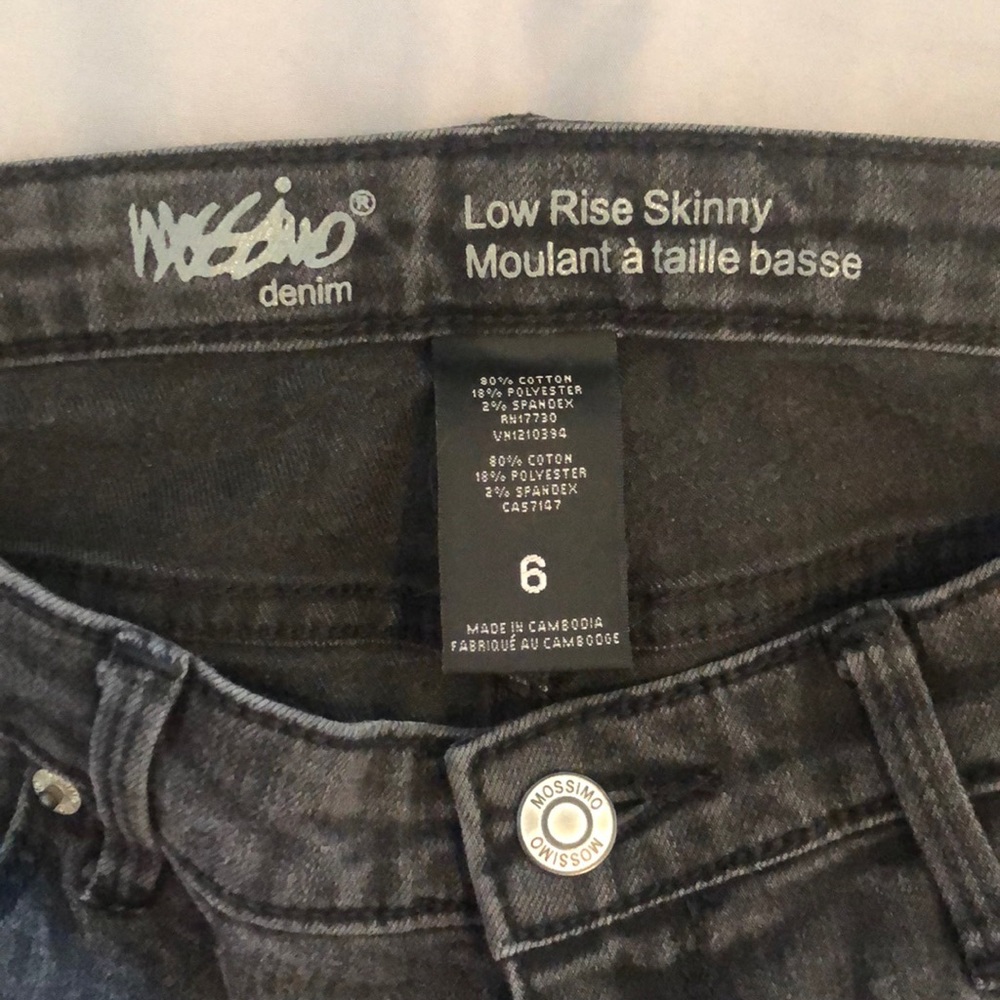 Mossimo®
denim
Low Rise Skinny
Moulant à taille basse
80% COTTON
18% POLYESTER
2% SPANDEX
RN17730
VN1210394
80% COTON
18% POLYESTER
2% SPANDEX
CA57147
6
MADE IN CAMBODIA
FABRIQUÉ AU CAMBODGE
MOSSIMO
MOSSIMO